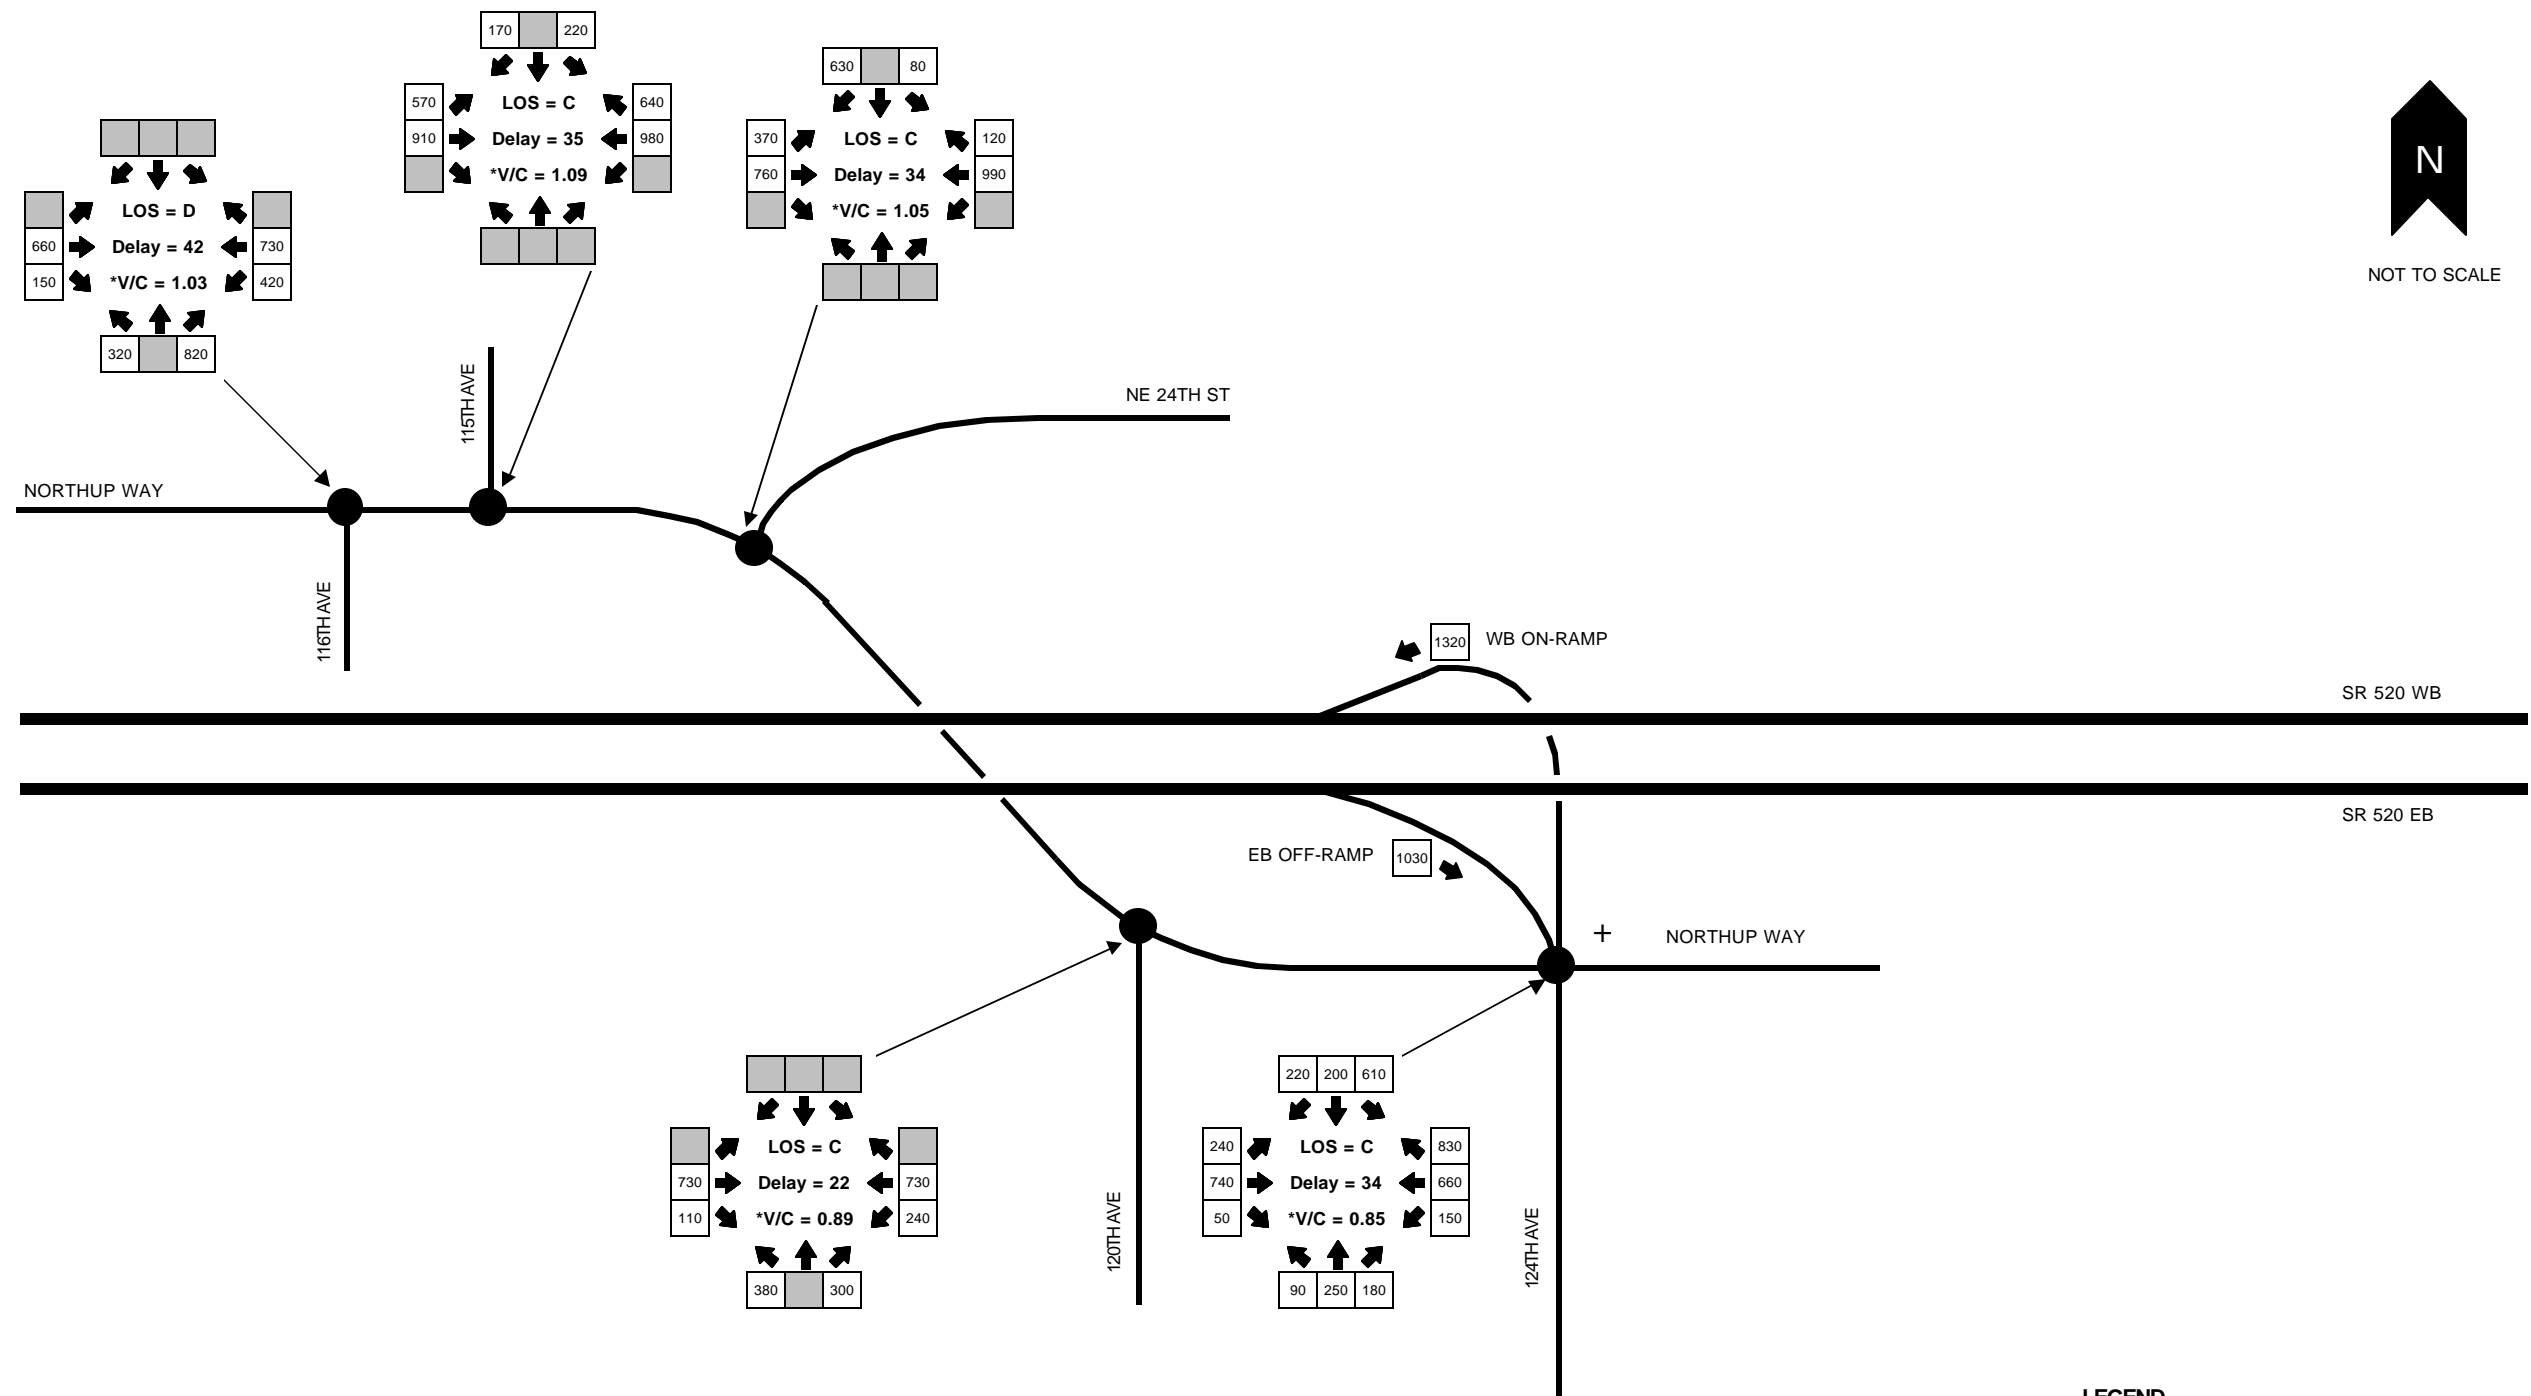 170 220
570 LOS = C 640
910 Delay = 35 980
*V/C = 1.09
630 80
370 LOS = C 120
760 Delay = 34 990
*V/C = 1.05
LOS = D
660 Delay = 42 730
150 *V/C = 1.03 420
320 820
N
NOT TO SCALE
115TH AVE
NE 24TH ST
NORTHUP WAY
116TH AVE
1320 WB ON-RAMP
SR 520 WB
SR 520 EB
EB OFF-RAMP 1030
+ NORTHUP WAY
LOS = C
730 Delay = 22 730
110 *V/C = 0.89 240
380 300
120TH AVE
220 200 610
240 LOS = C 830
740 Delay = 34 660
50 *V/C = 0.85 150
90 250 180
124TH AVE
LEGEND